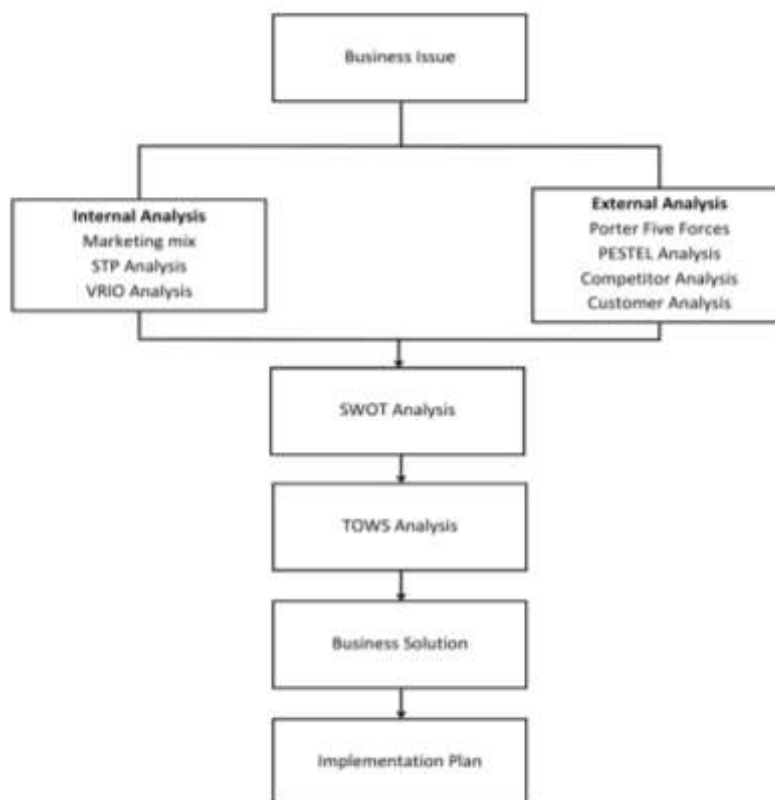 Business Issue
Internal Analysis
Marketing mix
STP Analysis
VRIO Analysis
External Analysis
Porter Five Forces
PESTEL Analysis
Competitor Analysis
Customer Analysis
SWOT Analysis
TOWS Analysis
Business Solution
Implementation Plan